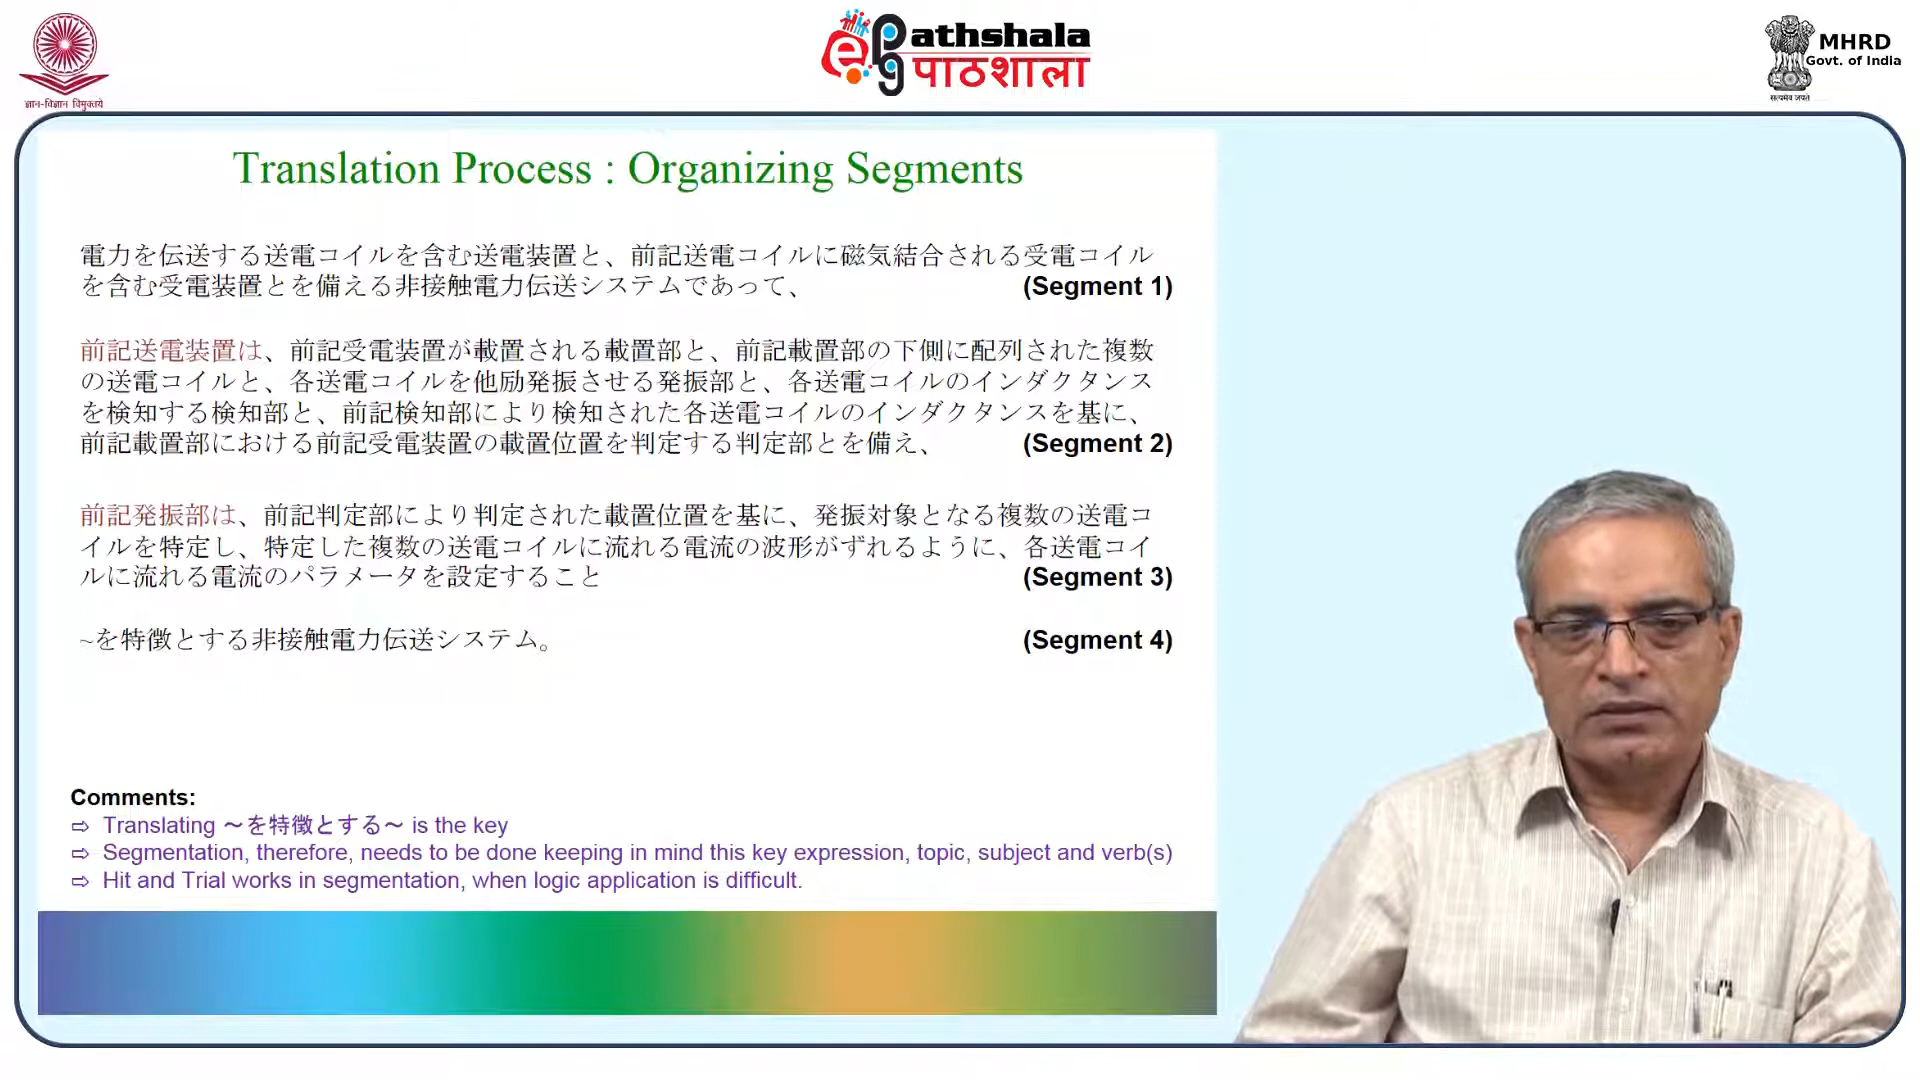 ज्ञान-विज्ञान विमुक्तये
ePathshala
पाठशाला
MHRD
Govt. of India
सत्यमेव जयते
Translation Process : Organizing Segments
電力を伝送する送電コイルを含む送電装置と、前記送電コイルに磁気結合される受電コイル
を含む受電装置とを備える非接触電力伝送システムであって、 (Segment 1)
前記送電装置は、前記受電装置が載置される載置部と、前記載置部の下側に配列された複数
の送電コイルと、各送電コイルを他励発振させる発振部と、各送電コイルのインダクタンス
を検知する検知部と、前記検知部により検知された各送電コイルのインダクタンスを基に、
前記載置部における前記受電装置の載置位置を判定する判定部とを備え、 (Segment 2)
前記発振部は、前記判定部により判定された載置位置を基に、発振対象となる複数の送電コ
イルを特定し、特定した複数の送電コイルに流れる電流の波形がずれるように、各送電コイ
ルに流れる電流のパラメータを設定すること (Segment 3)
~を特徴とする非接触電力伝送システム。 (Segment 4)
Comments:
⇨ Translating ～を特徴とする～ is the key
⇨ Segmentation, therefore, needs to be done keeping in mind this key expression, topic, subject and verb(s)
⇨ Hit and Trial works in segmentation, when logic application is difficult.